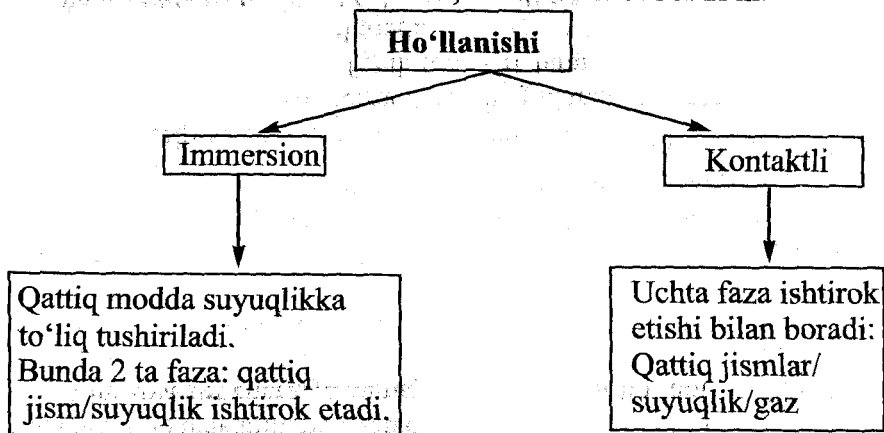 Ho‘llanishi
Immersion
Kontaktli
Qattiq modda suyuqlikka
to‘liq tushiriladi.
Bunda 2 ta faza: qattiq
jism/suyuqlik ishtirok etadi.
Uchta faza ishtirok
etishi bilan boradi:
Qattiq jismlar/
suyuqlik/gaz